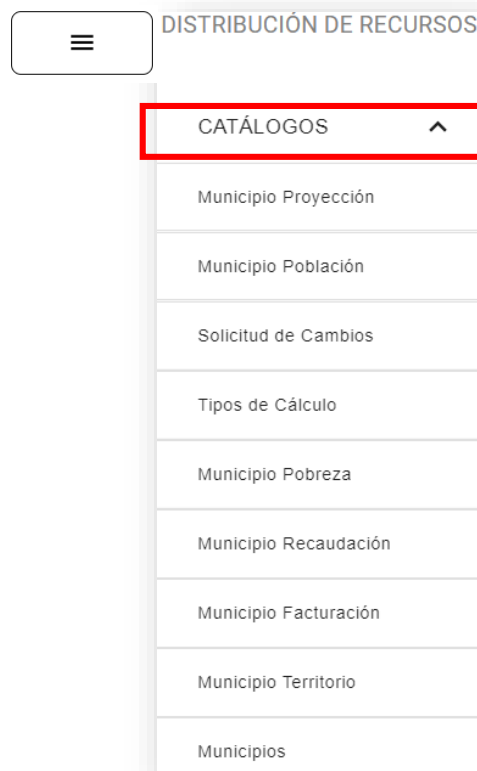 DISTRIBUCIÓN DE RECURSOS
CATÁLOGOS
Municipio Proyección
Municipio Población
Solicitud de Cambios
Tipos de Cálculo
Municipio Pobreza
Municipio Recaudación
Municipio Facturación
Municipio Territorio
Municipios